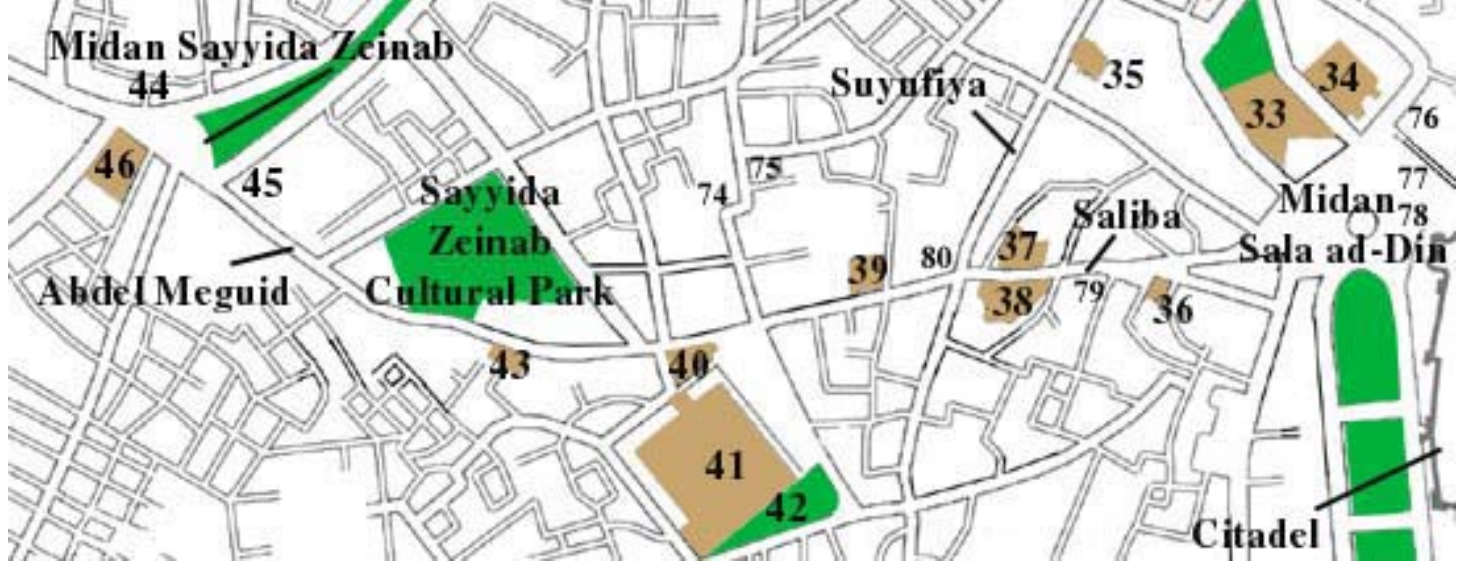 Midan Sayyida Zeinab
44
46
45
Abdel Meguid
Sayyida
Zeinab
Cultural Park
43
40
41
42
74
75
39
80
Suyufiya
35
37
38
Saliba
79
36
33
34
76
77
78
Midan
Sala ad-Din
Citadel